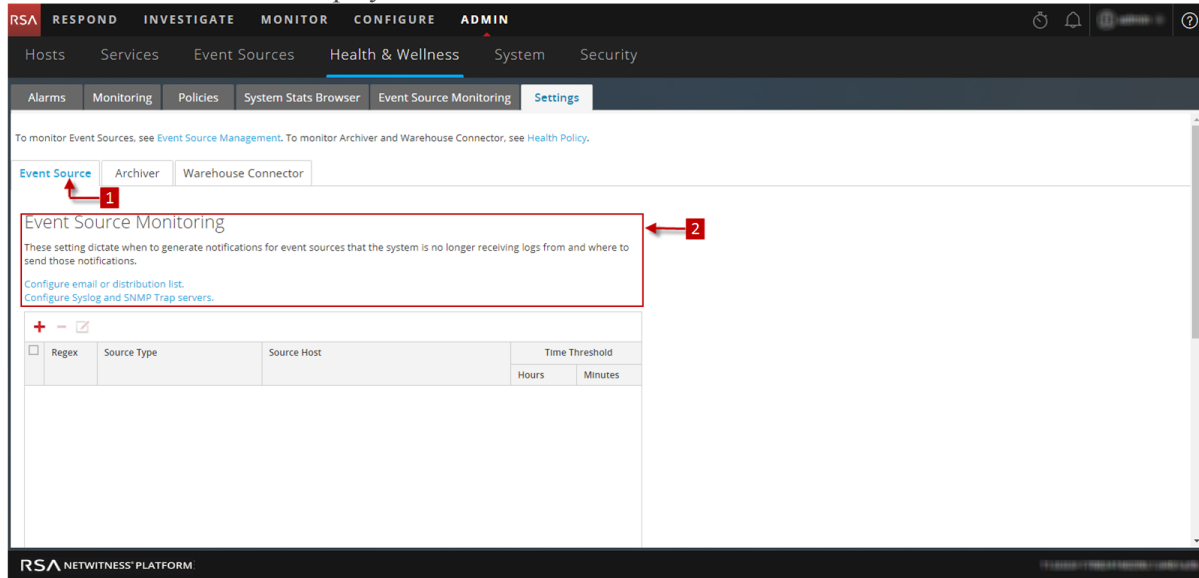 RSA RESPOND INVESTIGATE MONITOR CONFIGURE ADMIN
Hosts Services Event Sources Health & Wellness System Security
Alarms Monitoring Policies System Stats Browser Event Source Monitoring Settings
To monitor Event Sources, see Event Source Management. To monitor Archiver and Warehouse Connector, see Health Policy.
Event Source Archiver Warehouse Connector
1
Event Source Monitoring
2
These setting dictate when to generate notifications for event sources that the system is no longer receiving logs from and where to
send those notifications.
Configure email or distribution list.
Configure Syslog and SNMP Trap servers.
Regex Source Type Source Host Time Threshold
Hours Minutes
RSA NETWITNESS® PLATFORM